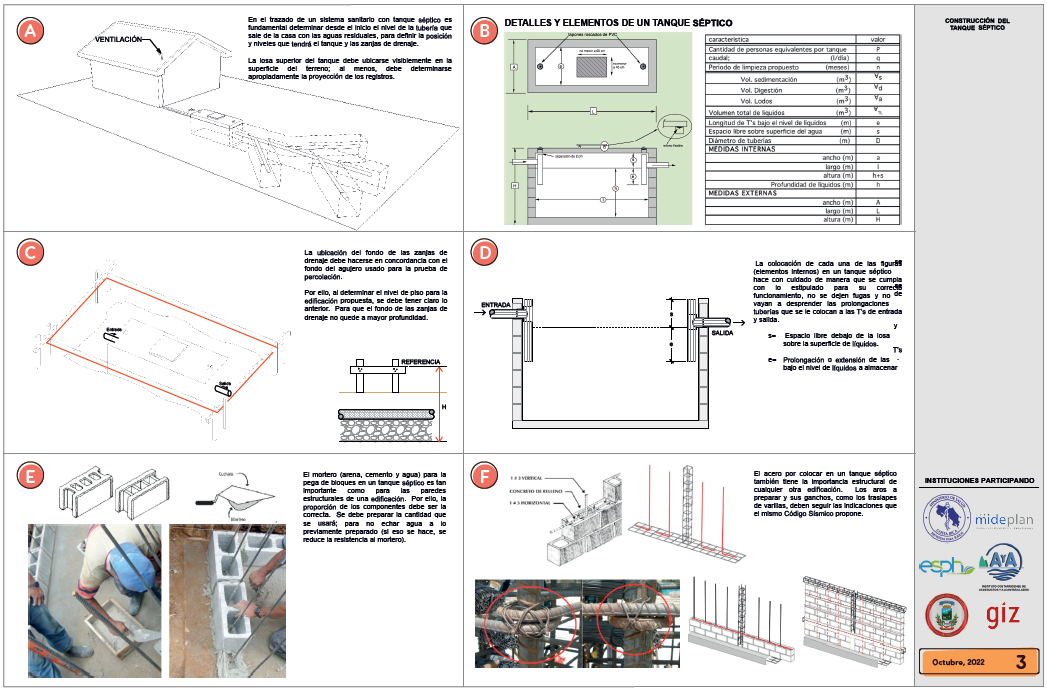 A
VENTILACIÓN
En el trazado de un sistema sanitario con tanque séptico es
fundamental determinar desde el inicio el nivel de la tubería que
sale de la casa con las aguas residuales, para definir la posición
y niveles que tendrá el tanque y las zanjas de drenaje.
La losa superior del tanque debe ubicarse visiblemente en la
superficie del terreno; al menos, debe determinarse
apropiadamente la proyección de los registros.
B
DETALLES Y ELEMENTOS DE UN TANQUE SÉPTICO
tapones roscados de PVC
A
L
H
característica valor
Cantidad de personas equivalentes por tanque P
caudal; (l/día) q
Período de limpieza propuesto (meses) n
Vol. sedimentación (m3) ∀s
Vol. Digestión (m3) ∀d
Vol. Lodos (m3) ∀a
Volumen total de líquidos (m3)
Longitud de T's bajo el nivel de líquidos (m) e
Espacio libre sobre superficie del agua (m) s
Diámetro de tuberías (m) D
MEDIDAS INTERNAS
ancho (m) a
largo (m) l
altura (m) h+s
Profundidad de líquidos (m) h
MEDIDAS EXTERNAS
ancho (m) A
largo (m) L
altura (m) H
CONSTRUCCIÓN DEL
TANQUE SÉPTICO
C
La ubicación del fondo de las zanjas de
drenaje debe hacerse en concordancia con el
fondo del agujero usado para la prueba de
percolación.
Por ello, al determinar el nivel de piso para la
edificación propuesta, se debe tener claro lo
anterior. Para que el fondo de las zanjas de
drenaje no quede a mayor profundidad.
Entrada
Salida
REFERENCIA
H
D
ENTRADA
SALIDA
s
e
La colocación de cada una de las figuras
(elementos internos) en un tanque séptico
hace con cuidado de manera que se cumpla
con lo estipulado para su correcto
funcionamiento, no se dejen fugas y no de
vayan a desprender las prolongaciones
tuberías que se le colocan a las T's de entrada
y salida.
y
s= Espacio libre debajo de la losa
sobre la superficie de líquidos.
T's
e= Prolongación o extensión de las -
bajo el nivel de líquidos a almacenar
E
Cuchara
El mortero (arena, cemento y agua) para la
pega de bloques en un tanque séptico es tan
importante como para las paredes
estructurales de una edificación. Por ello, la
proporción de los componentes debe ser la
correcta. Se debe preparar la cantidad que
se usará; para no echar agua a lo
previamente preparado (si eso se hace, se
reduce la resistencia al mortero).
F
1 # 3 VERTICAL
CONCRETO DE RELLENO
1 # 3 HORIZONTAL
El acero por colocar en un tanque séptico
también tiene la importancia estructural de
cualquier otra edificación. Los aros a
preparar y sus ganchos, como los traslapes
de varillas, deben seguir las indicaciones que
el mismo Código Sísmico propone.
INSTITUCIONES PARTICIPANDO
mideplan
esph
AyA
INSTITUTO COSTARRICENSE DE
ACUEDUCTOS Y ALCANTARILLADOS
giz
Octubre, 2022 3